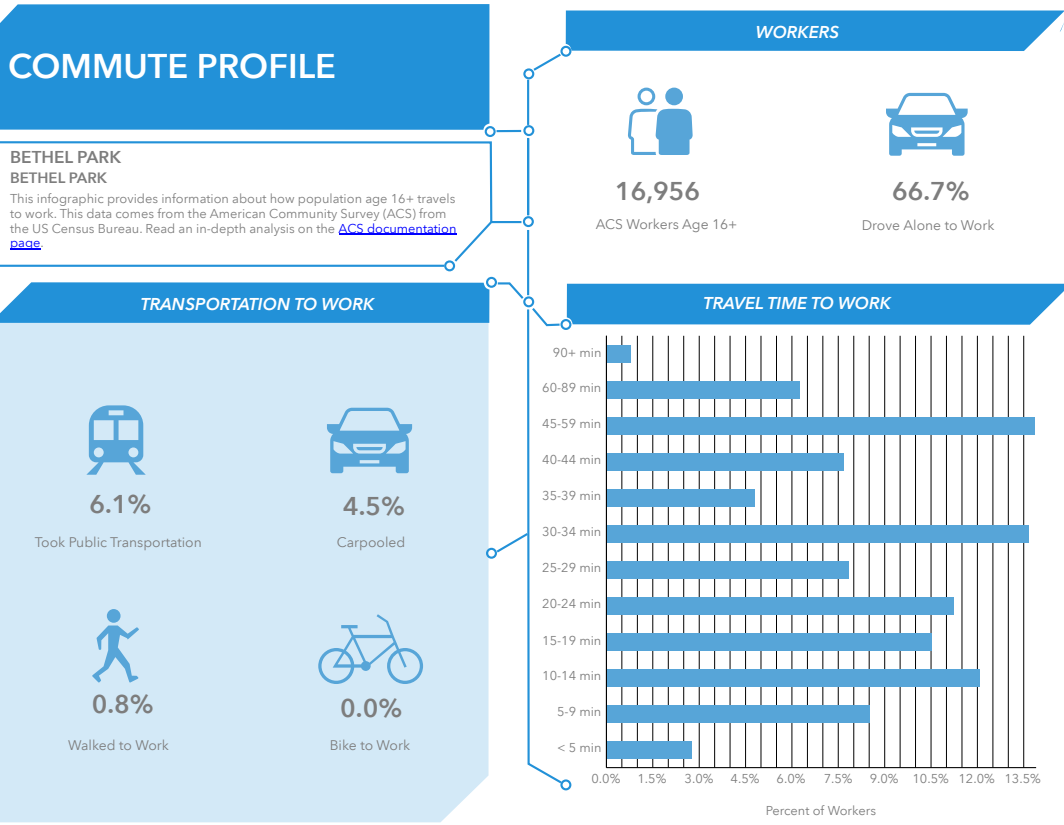 COMMUTE PROFILE
BETHEL PARK
BETHEL PARK
This infographic provides information about how population age 16+ travels
to work. This data comes from the American Community Survey (ACS) from
the US Census Bureau. Read an in-depth analysis on the ACS documentation
page.
WORKERS
16,956
ACS Workers Age 16+
66.7%
Drove Alone to Work
TRANSPORTATION TO WORK
6.1%
Took Public Transportation
4.5%
Carpooled
0.8%
Walked to Work
0.0%
Bike to Work
TRAVEL TIME TO WORK
90+ min
60-89 min
45-59 min
40-44 min
35-39 min
30-34 min
25-29 min
20-24 min
15-19 min
10-14 min
5-9 min
< 5 min
0.0% 1.5% 3.0% 4.5% 6.0% 7.5% 9.0% 10.5% 12.0% 13.5%
Percent of Workers